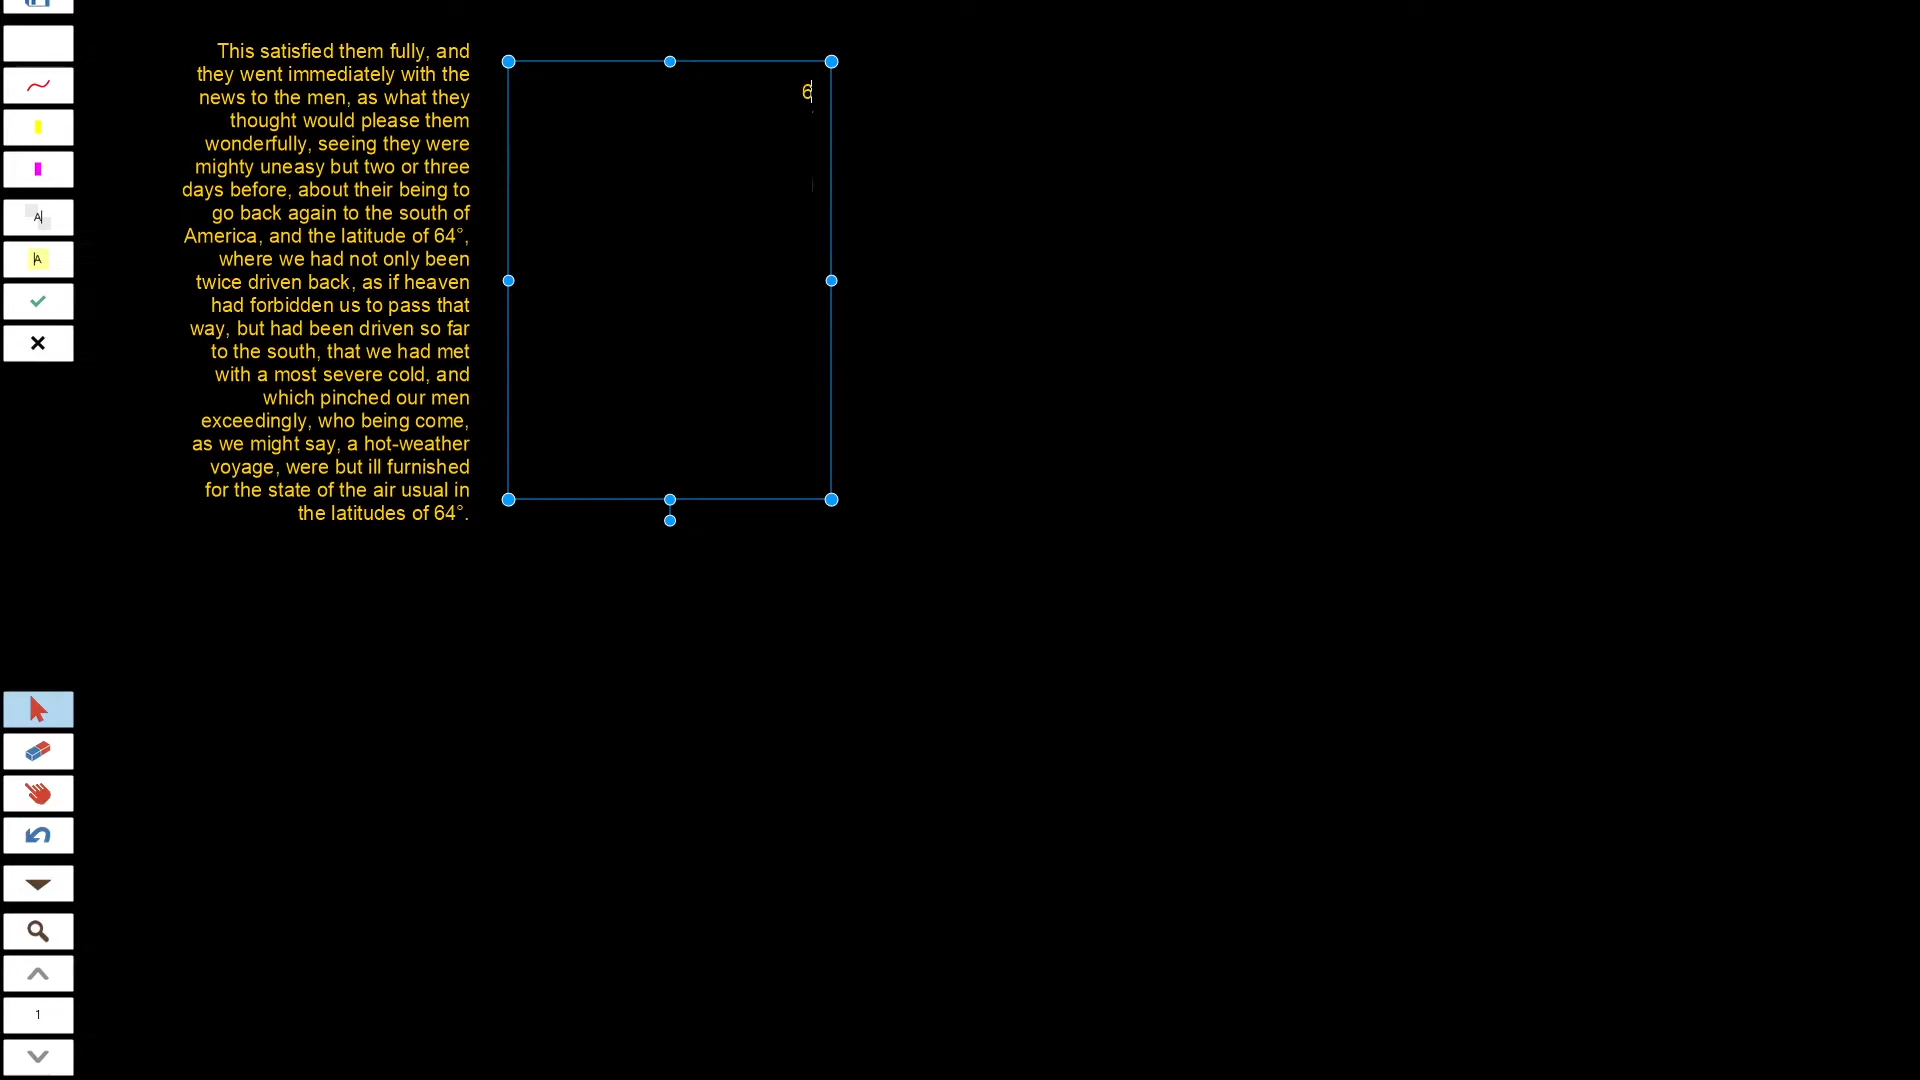 This satisfied them fully, and
they went immediately with the
news to the men, as what they
thought would please them
wonderfully, seeing they were
mighty uneasy but two or three
days before, about their being to
go back again to the south of
America, and the latitude of 64°,
where we had not only been
twice driven back, as if heaven
had forbidden us to pass that
way, but had been driven so far
to the south, that we had met
with a most severe cold, and
which pinched our men
exceedingly, who being come,
as we might say, a hot-weather
voyage, were but ill furnished
for the state of the air usual in
the latitudes of 64°.
6
A
A
1